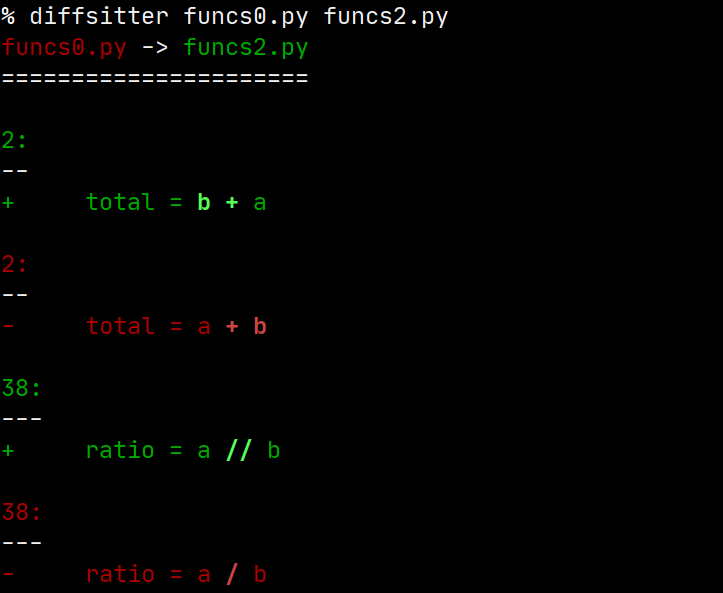 % diffsitter funcs0.py funcs2.py
funcs0.py -> funcs2.py
======================
2:
--
+     total = b + a
2:
--
-     total = a + b
38:
---
+     ratio = a // b
38:
---
-     ratio = a / b